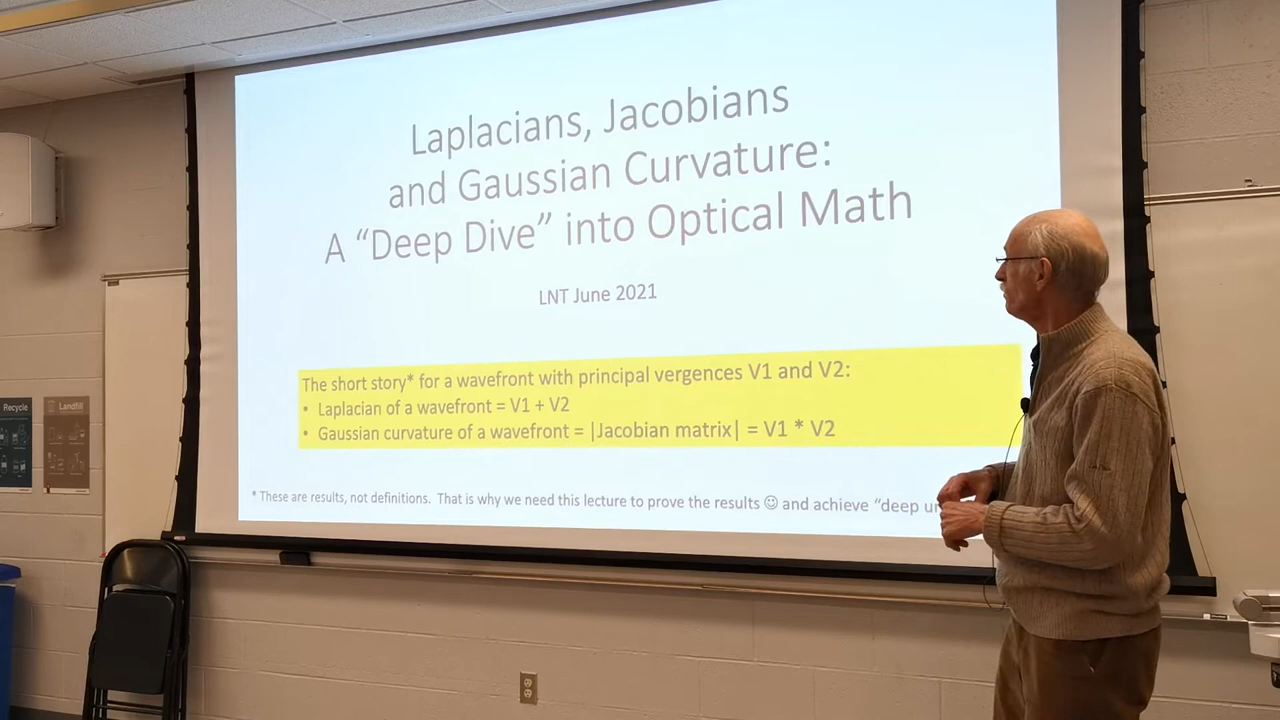 Laplacians, Jacobians
and Gaussian Curvature:
A “Deep Dive” into Optical Math
LNT June 2021
The short story* for a wavefront with principal vergences V1 and V2:
• Laplacian of a wavefront = V1 + V2
• Gaussian curvature of a wavefront = |Jacobian matrix| = V1 * V2
* These are results, not definitions. That is why we need this lecture to prove the results ☺ and achieve “deep
Recycle
Landfill